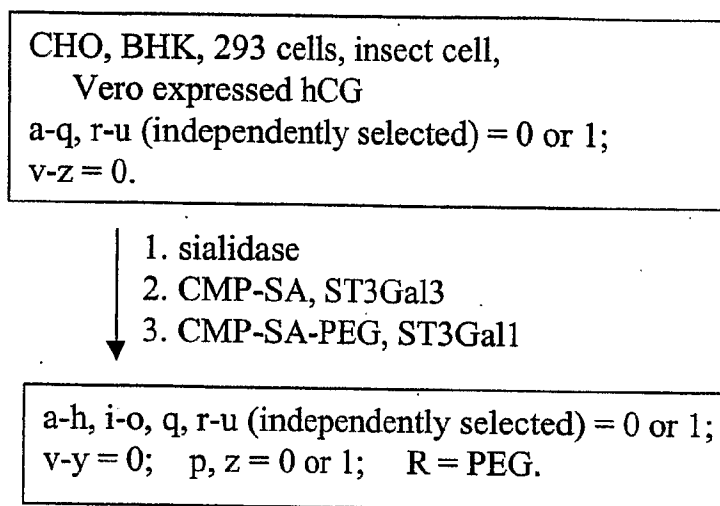 CHO, BHK, 293 cells, insect cell,
Vero expressed hCG
a-q, r-u (independently selected) = 0 or 1;
v-z = 0.
1. sialidase
2. CMP-SA, ST3Gal3
3. CMP-SA-PEG, ST3Gal1
a-h, i-o, q, r-u (independently selected) = 0 or 1;
v-y = 0; p, z = 0 or 1; R = PEG.